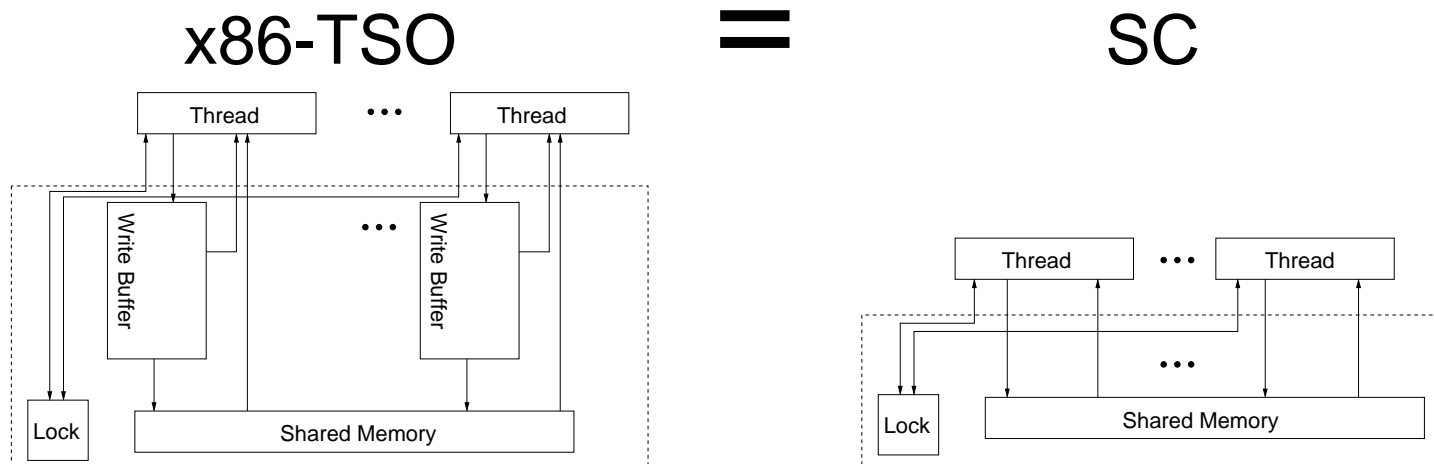 x86-TSO = SC
Thread ... Thread
Write Buffer ... Write Buffer
Lock
Shared Memory
Thread ... Thread
...
Lock
Shared Memory